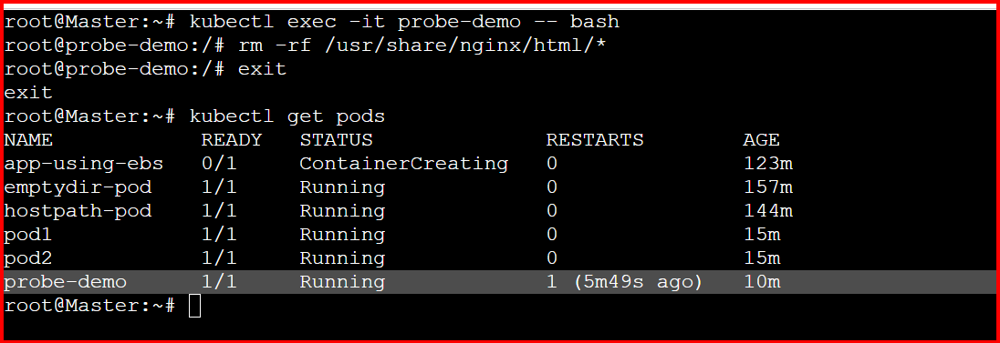 root@Master:~# kubectl exec -it probe-demo -- bash
root@probe-demo:/# rm -rf /usr/share/nginx/html/*
root@probe-demo:/# exit
exit
root@Master:~# kubectl get pods
NAME            READY   STATUS              RESTARTS        AGE
app-using-ebs   0/1     ContainerCreating   0               123m
emptydir-pod    1/1     Running             0               157m
hostpath-pod    1/1     Running             0               144m
pod1            1/1     Running             0               15m
pod2            1/1     Running             0               15m
probe-demo      1/1     Running             1 (5m49s ago)   10m
root@Master:~#